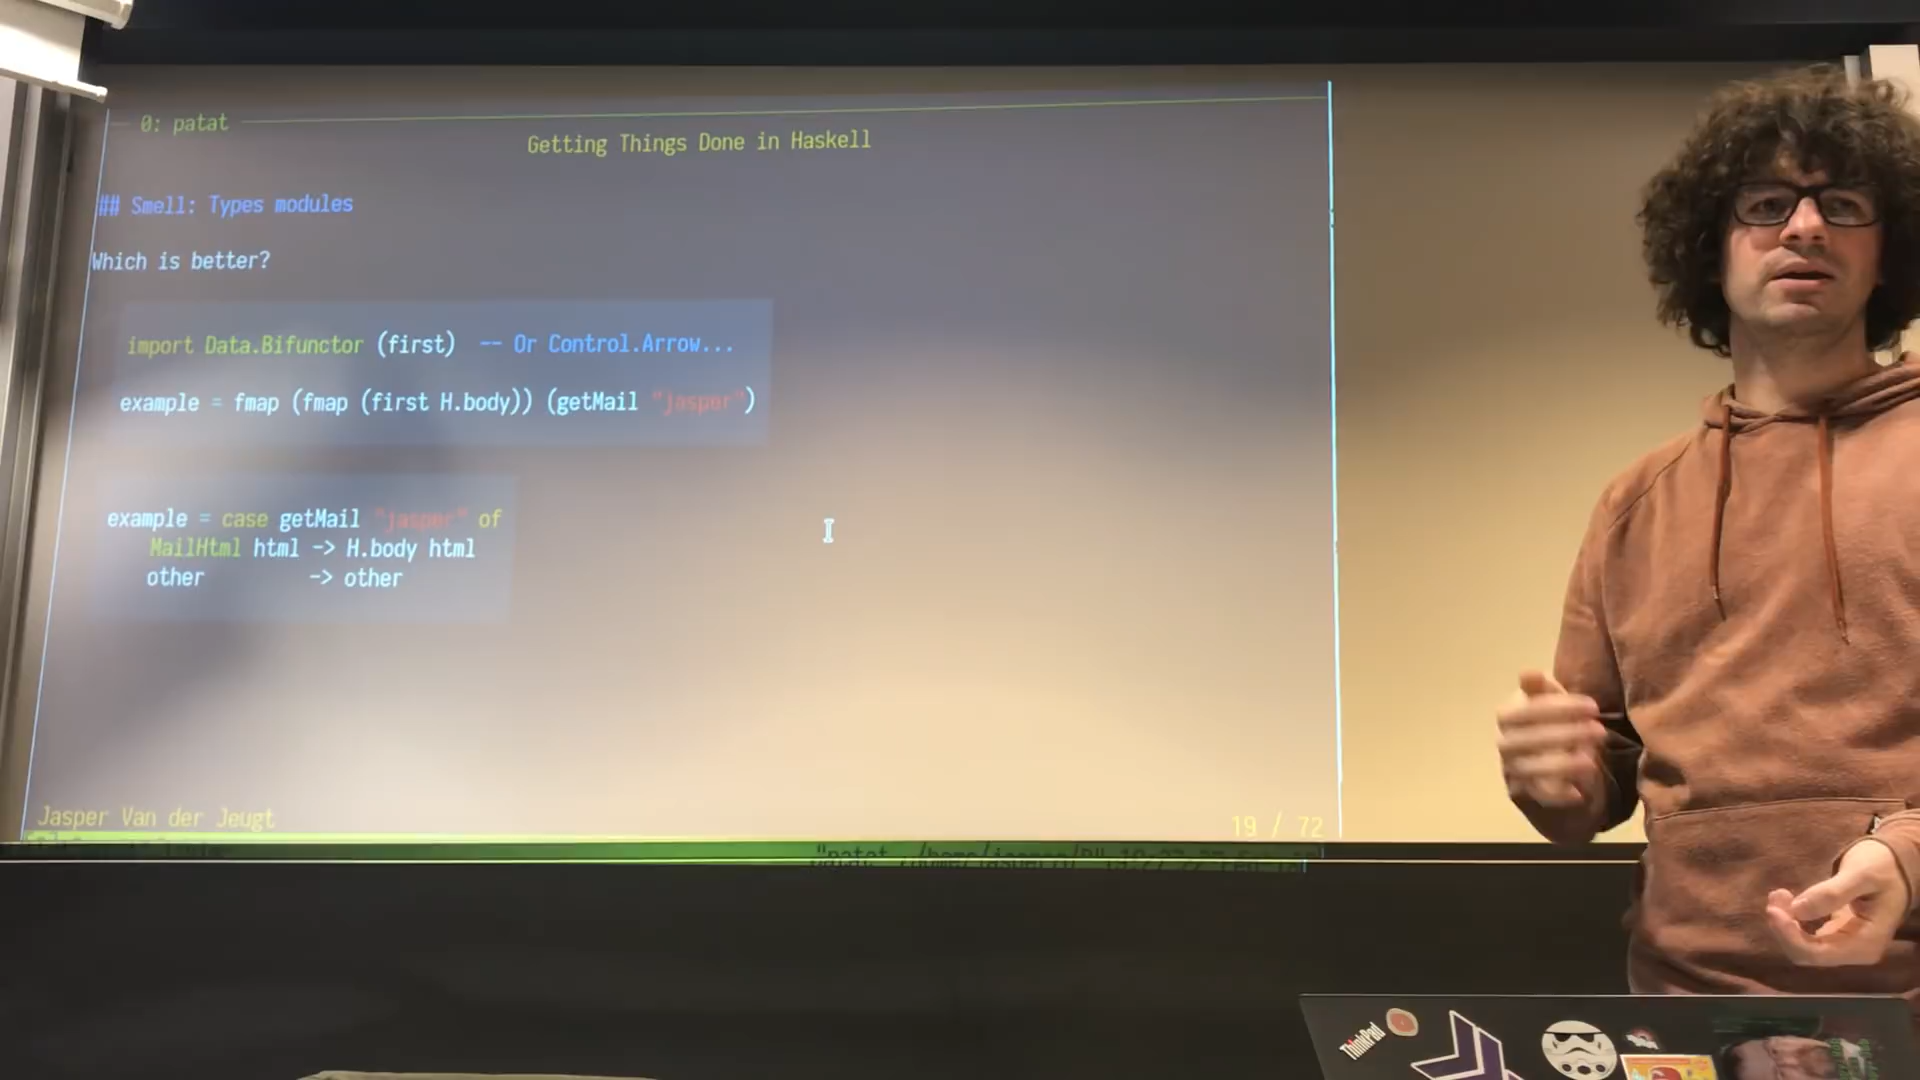 0: patat
Getting Things Done in Haskell
## Smell: Types modules
Which is better?
import Data.Bifunctor (first) -- Or Control.Arrow...
example = fmap (fmap (first H.body)) (getMail "jasper")
example = case getMail "jasper" of
MailHtml html -> H.body html
other -> other
Jasper Van der Jeugt
19 / 72
ThinkPad